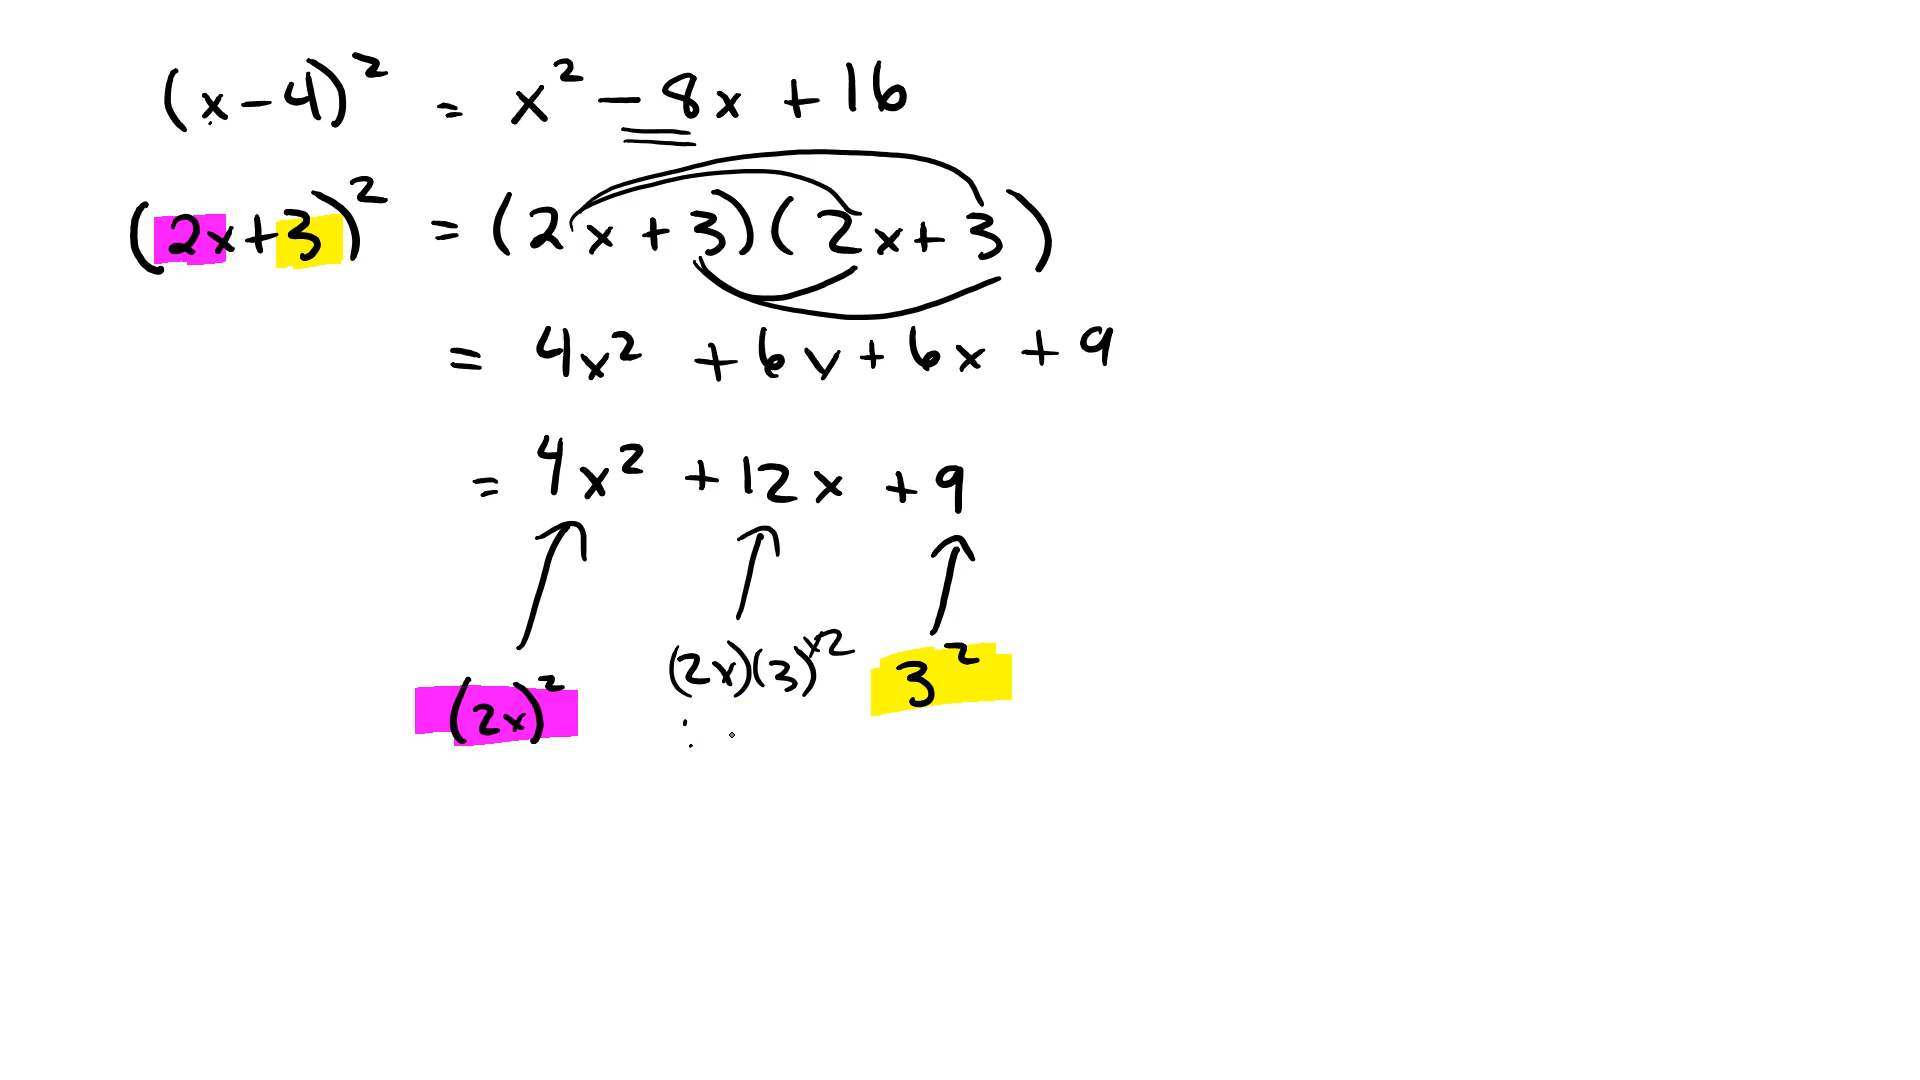 (x-4)² = x² - 8x + 16
(2x+3)² = (2x+3)(2x+3)
= 4x² + 6v + 6x + 9
= 4x² + 12x + 9
(2x)² (2x)(3)×2 3²